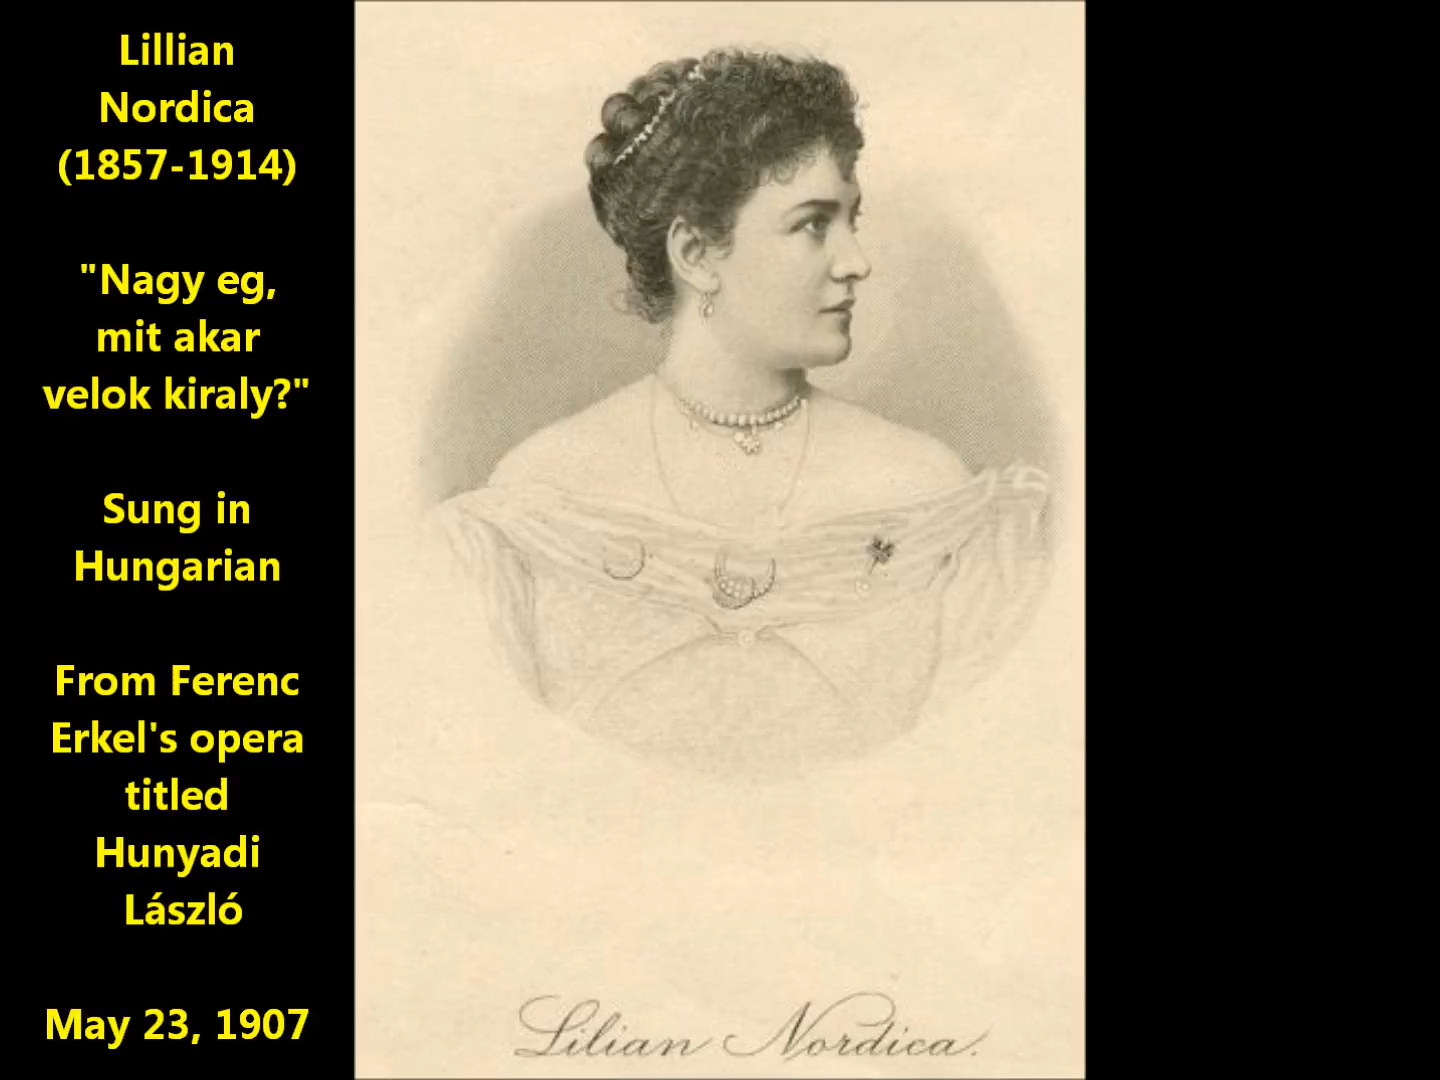 Lillian
Nordica
(1857-1914)
"Nagy eg,
mit akar
velok kiraly?"
Sung in
Hungarian
From Ferenc
Erkel's opera
titled
Hunyadi
László
May 23, 1907
Lilian Nordica.